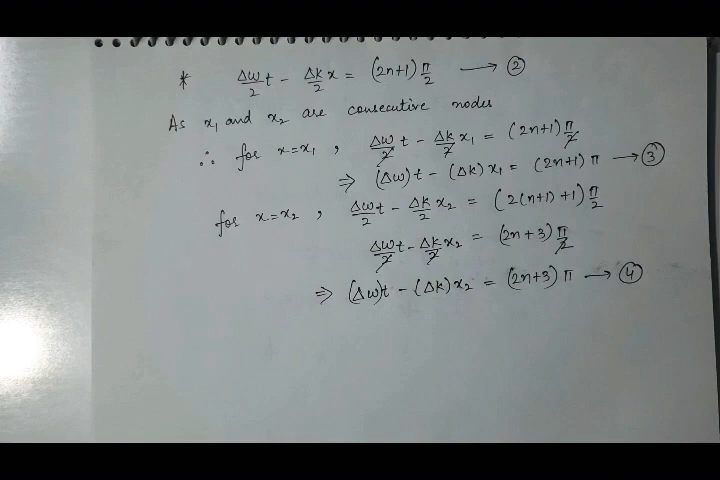 * Δω/2 t - Δk/2 x = (2n+1) π/2 → ②
As x₁ and x₂ are consecutive nodes
∴ for x=x₁ , Δω/2 t - Δk/2 x₁ = (2n+1) π/2
⇒ (Δω)t - (Δk) x₁ = (2n+1) π → ③
for x=x₂ , Δω/2 t - Δk/2 x₂ = (2(n+1) +1) π/2
Δω/2 t - Δk/2 x₂ = (2n+3) π/2
⇒ (Δω)t - (Δk) x₂ = (2n+3) π → ④